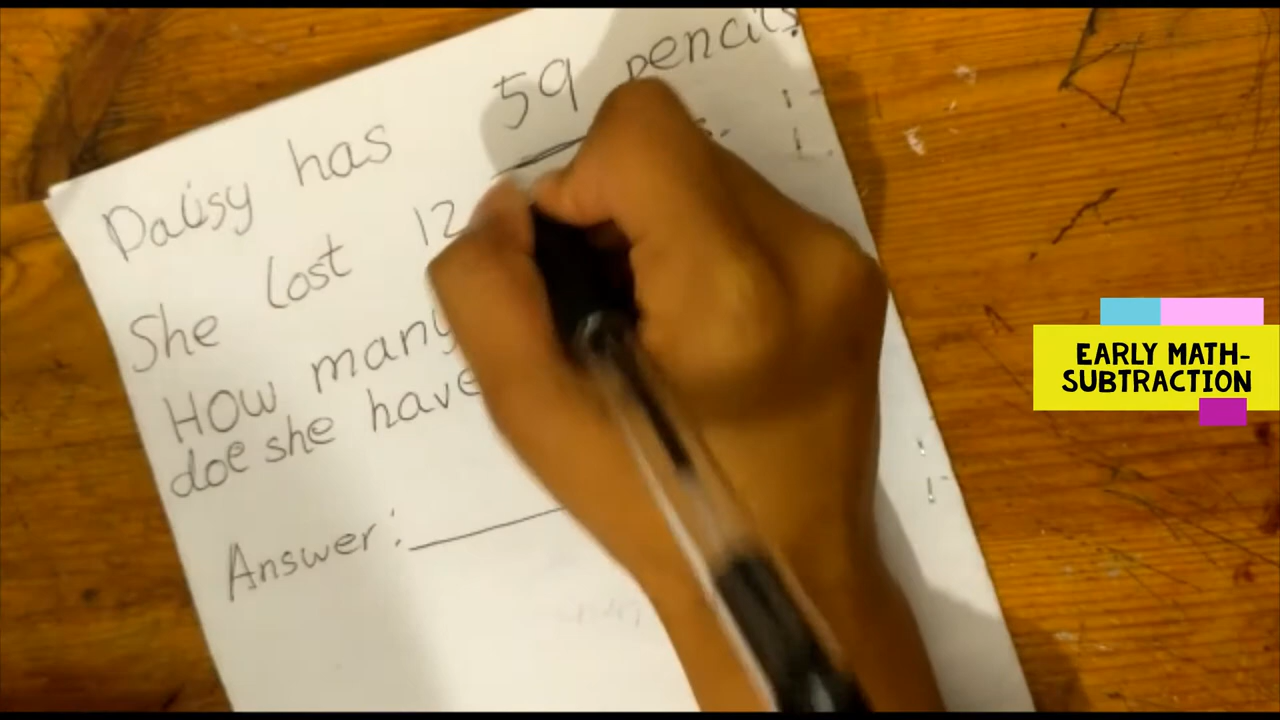 Daisy has 59 pencils
She lost 12
How many
doe she have
Answer:
EARLY MATH-
SUBTRACTION